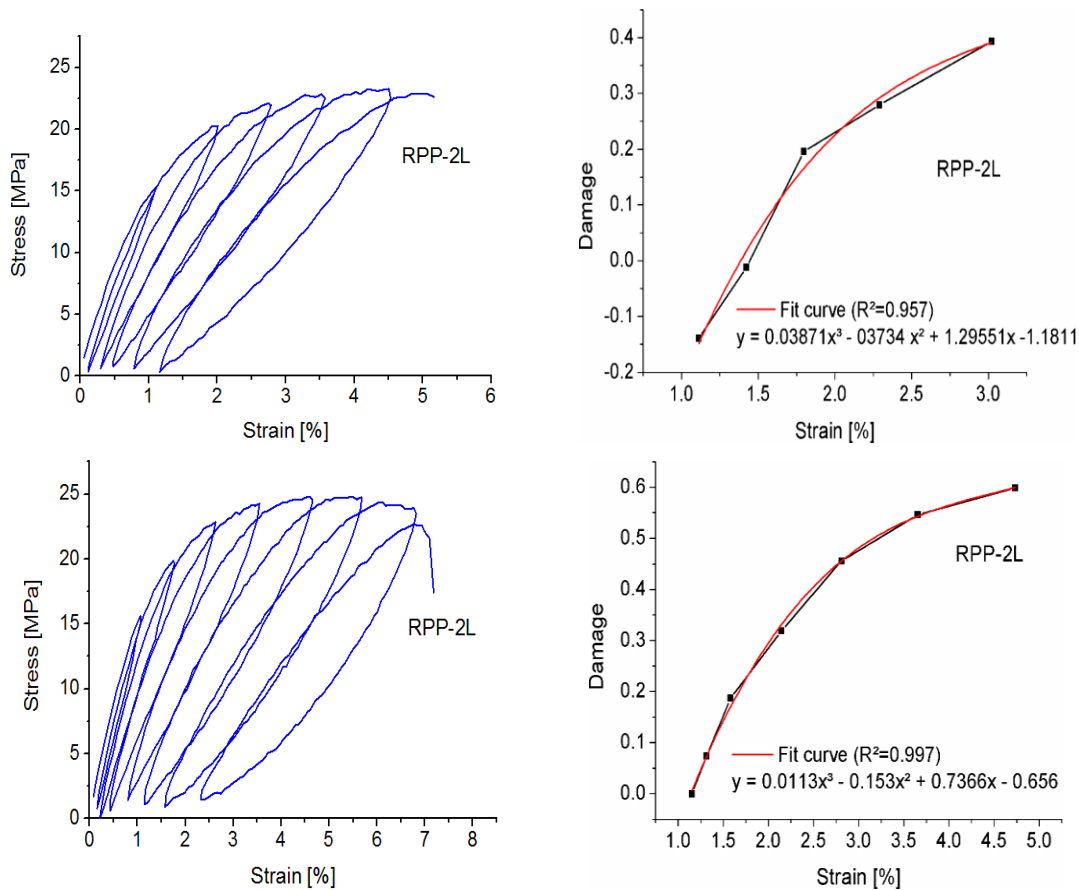 Stress [MPa]
25
20
15
10
5
0
RPP-2L
0 1 2 3 4 5 6
Strain [%]
Damage
0.4
0.3
0.2
0.1
0.0
-0.1
-0.2
RPP-2L
Fit curve (R²=0.957)
y = 0.03871x³ - 03734 x² + 1.29551x -1.1811
1.0 1.5 2.0 2.5 3.0
Strain [%]
Stress [MPa]
25
20
15
10
5
0
RPP-2L
0 1 2 3 4 5 6 7 8
Strain [%]
Damage
0.6
0.5
0.4
0.3
0.2
0.1
0.0
RPP-2L
Fit curve (R²=0.997)
y = 0.0113x³ - 0.153x² + 0.7366x - 0.656
1.0 1.5 2.0 2.5 3.0 3.5 4.0 4.5 5.0
Strain [%]